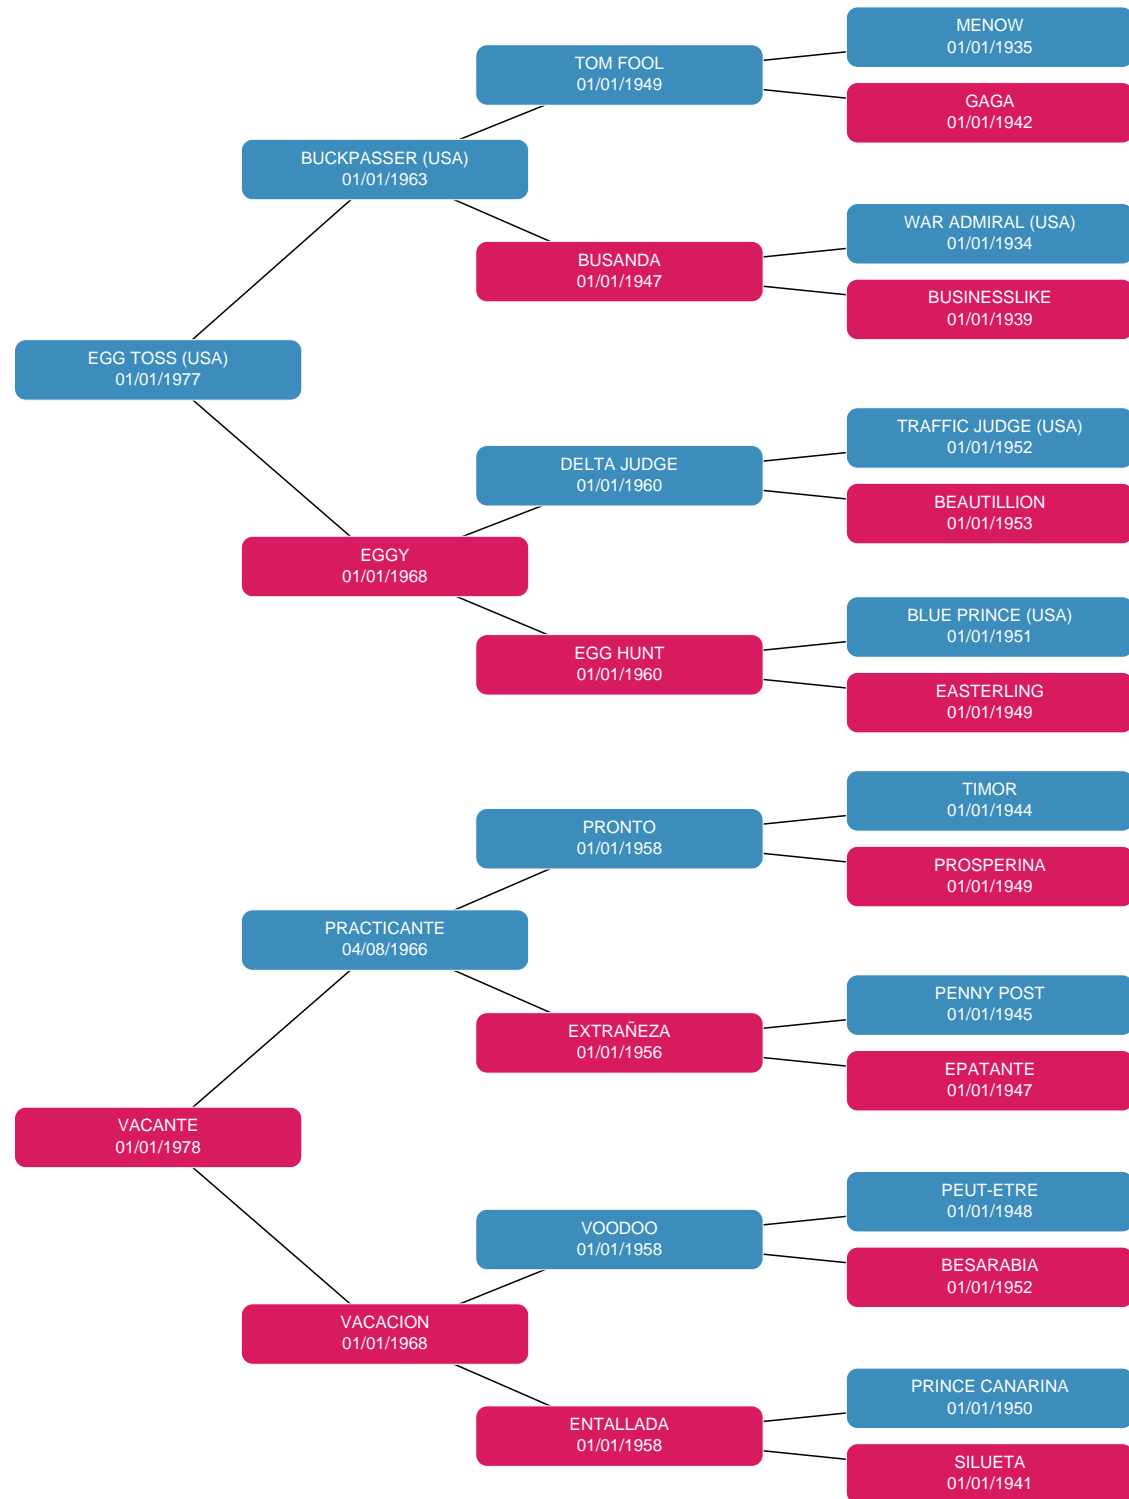 MENOW
01/01/1935
TOM FOOL
01/01/1949
GAGA
01/01/1942
BUCKPASSER (USA)
01/01/1963
WAR ADMIRAL (USA)
01/01/1934
BUSANDA
01/01/1947
BUSINESSLIKE
01/01/1939
EGG TOSS (USA)
01/01/1977
TRAFFIC JUDGE (USA)
01/01/1952
DELTA JUDGE
01/01/1960
BEAUTILLION
01/01/1953
EGGY
01/01/1968
BLUE PRINCE (USA)
01/01/1951
EGG HUNT
01/01/1960
EASTERLING
01/01/1949
TIMOR
01/01/1944
PRONTO
01/01/1958
PROSPERINA
01/01/1949
PRACTICANTE
04/08/1966
PENNY POST
01/01/1945
EXTRAÑEZA
01/01/1956
EPATANTE
01/01/1947
VACANTE
01/01/1978
PEUT-ETRE
01/01/1948
VOODOO
01/01/1958
BESARABIA
01/01/1952
VACACION
01/01/1968
PRINCE CANARINA
01/01/1950
ENTALLADA
01/01/1958
SILUETA
01/01/1941